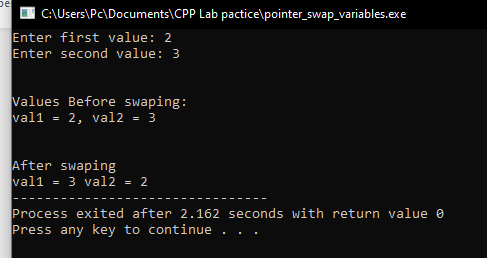 C:\Users\Pc\Documents\CPP Lab pactice\pointer_swap_variables.exe
Enter first value: 2
Enter second value: 3
Values Before swaping:
val1 = 2, val2 = 3
After swaping
val1 = 3 val2 = 2
--------------------------------
Process exited after 2.162 seconds with return value 0
Press any key to continue . . .